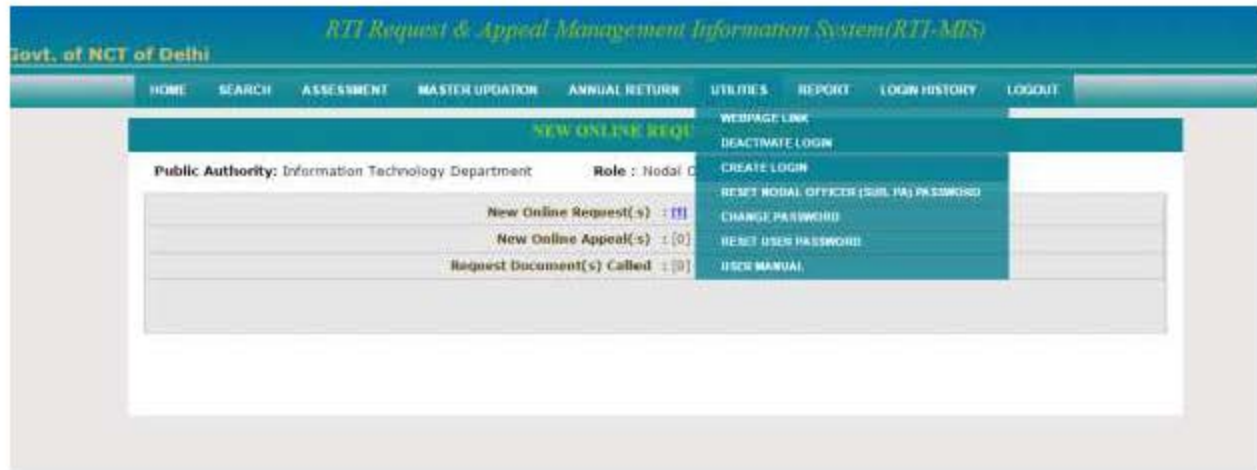 RTI Request & Appeal Management Information System(RTI-MIS)
Govt. of NCT of Delhi
HOME SEARCH ASSESSMENT MASTER UPDATION ANNUAL RETURN UTILITIES REPORT LOGIN HISTORY LOGOUT
WEBPAGE LINK
NEW ONLINE REQU
DEACTIVATE LOGIN
Public Authority: Information Technology Department Role : Nodal O
CREATE LOGIN
RESET NODAL OFFICER (SUB. PA) PASSWORD
New Online Request(s) : [1]
CHANGE PASSWORD
New Online Appeal(s) : [0]
RESET USER PASSWORD
Request Document(s) Called : [0]
USER MANUAL